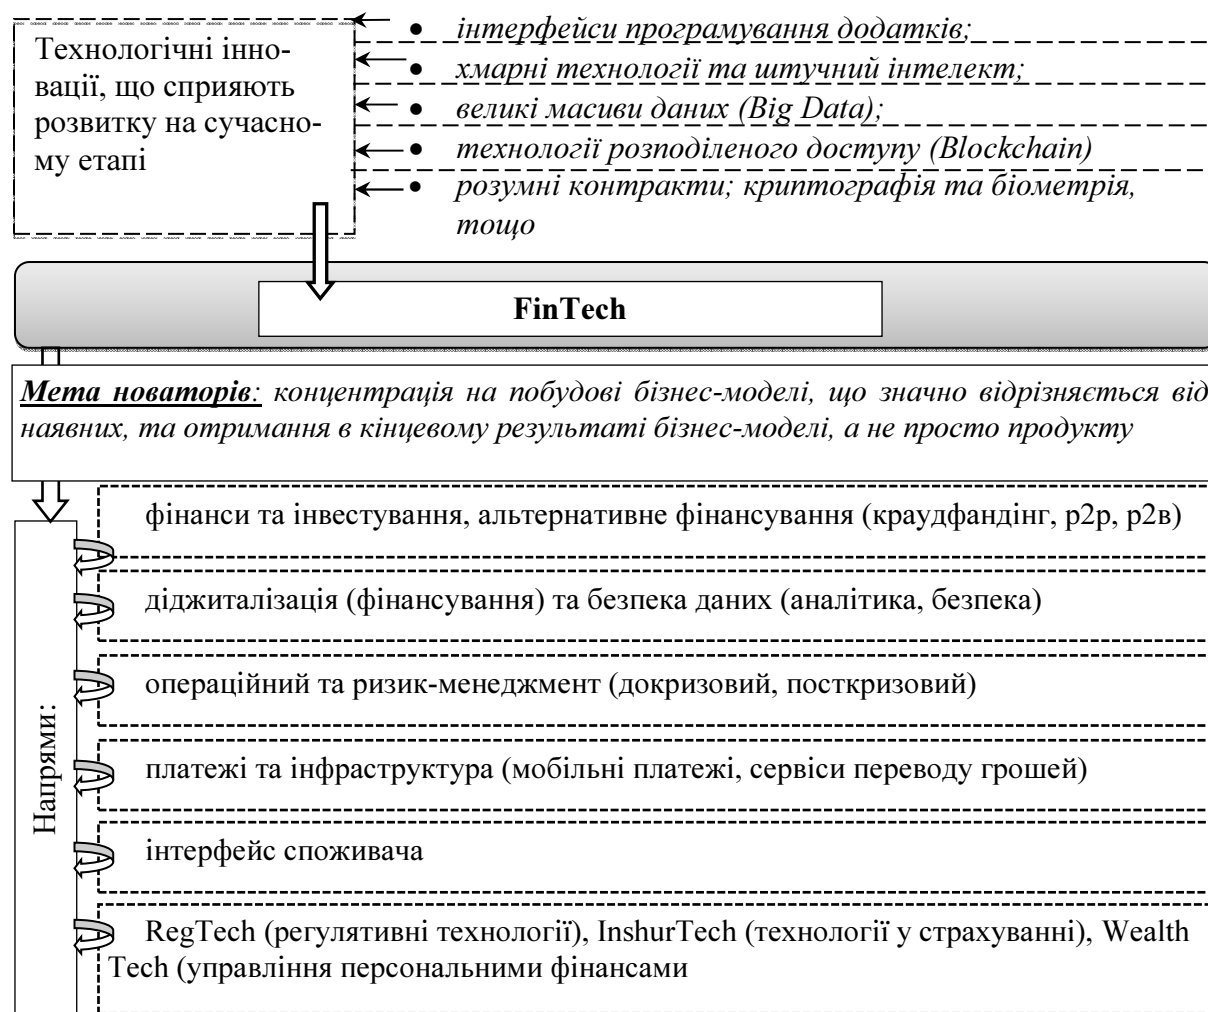 Технологічні інно-
вації, що сприяють
розвитку на сучасно-
му етапі
• інтерфейси програмування додатків;
• хмарні технології та штучний інтелект;
• великі масиви даних (Big Data);
• технології розподіленого доступу (Blockchain)
• розумні контракти; криптографія та біометрія,
тощо
FinTech
Мета новаторів: концентрація на побудові бізнес-моделі, що значно відрізняється від
наявних, та отримання в кінцевому результаті бізнес-моделі, а не просто продукту
Напрями:
фінанси та інвестування, альтернативне фінансування (краудфандінг, р2р, р2в)
діджиталізація (фінансування) та безпека даних (аналітика, безпека)
операційний та ризик-менеджмент (докризовий, посткризовий)
платежі та інфраструктура (мобільні платежі, сервіси переводу грошей)
інтерфейс споживача
RegTech (регулятивні технології), InshurTech (технології у страхуванні), Wealth
Tech (управління персональними фінансами